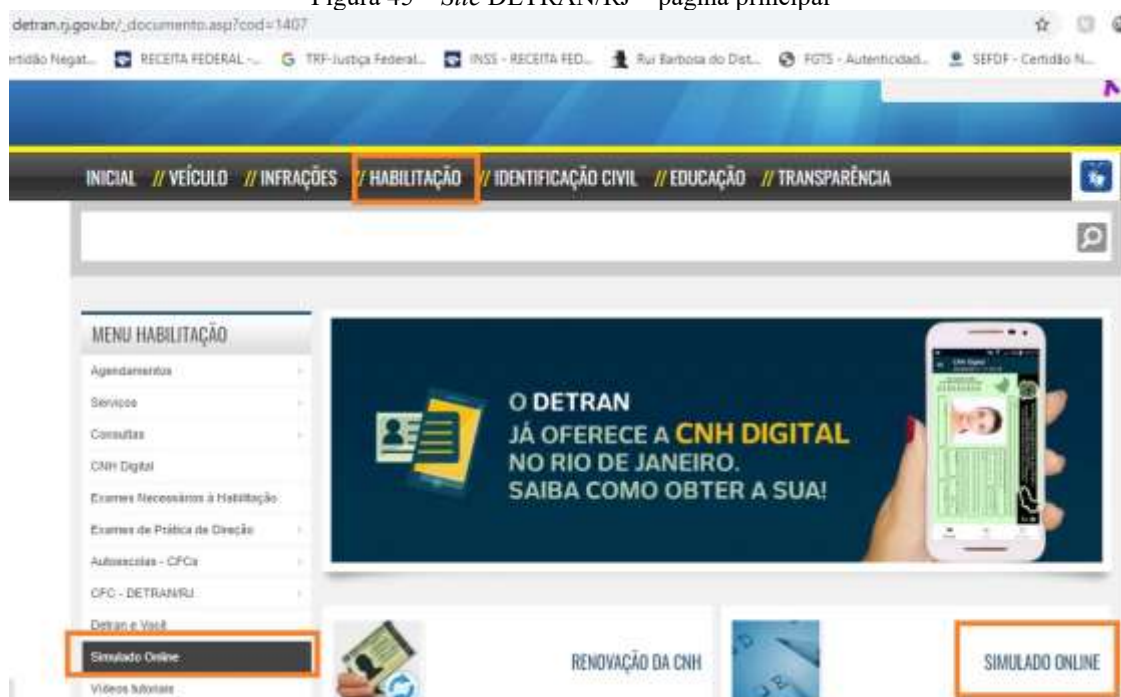 Figura 45 – Site DETRAN/RJ – página principal
detran.rj.gov.br/_documento.asp?cod=1407
ertidão Negat... RECEITA FEDERAL -... TRF-Justiça Federal... INSS - RECEITA FED... Rui Barbosa do Dist... FGTS - Autenticidad... SEFDF - Certidão N...
INICIAL // VEÍCULO // INFRAÇÕES // HABILITAÇÃO // IDENTIFICAÇÃO CIVIL // EDUCAÇÃO // TRANSPARÊNCIA
MENU HABILITAÇÃO
Agendamentos
Serviços
Consultas
CNH Digital
Exames Necessários à Habilitação
Exames de Prática de Direção
Autoescolas - CFCs
CFC - DETRAN/RJ
Detran e Você
Simulado Online
Vídeos tutoriais
O DETRAN
JÁ OFERECE A CNH DIGITAL
NO RIO DE JANEIRO.
SAIBA COMO OBTER A SUA!
CNH Digital
RENOVAÇÃO DA CNH
SIMULADO ONLINE